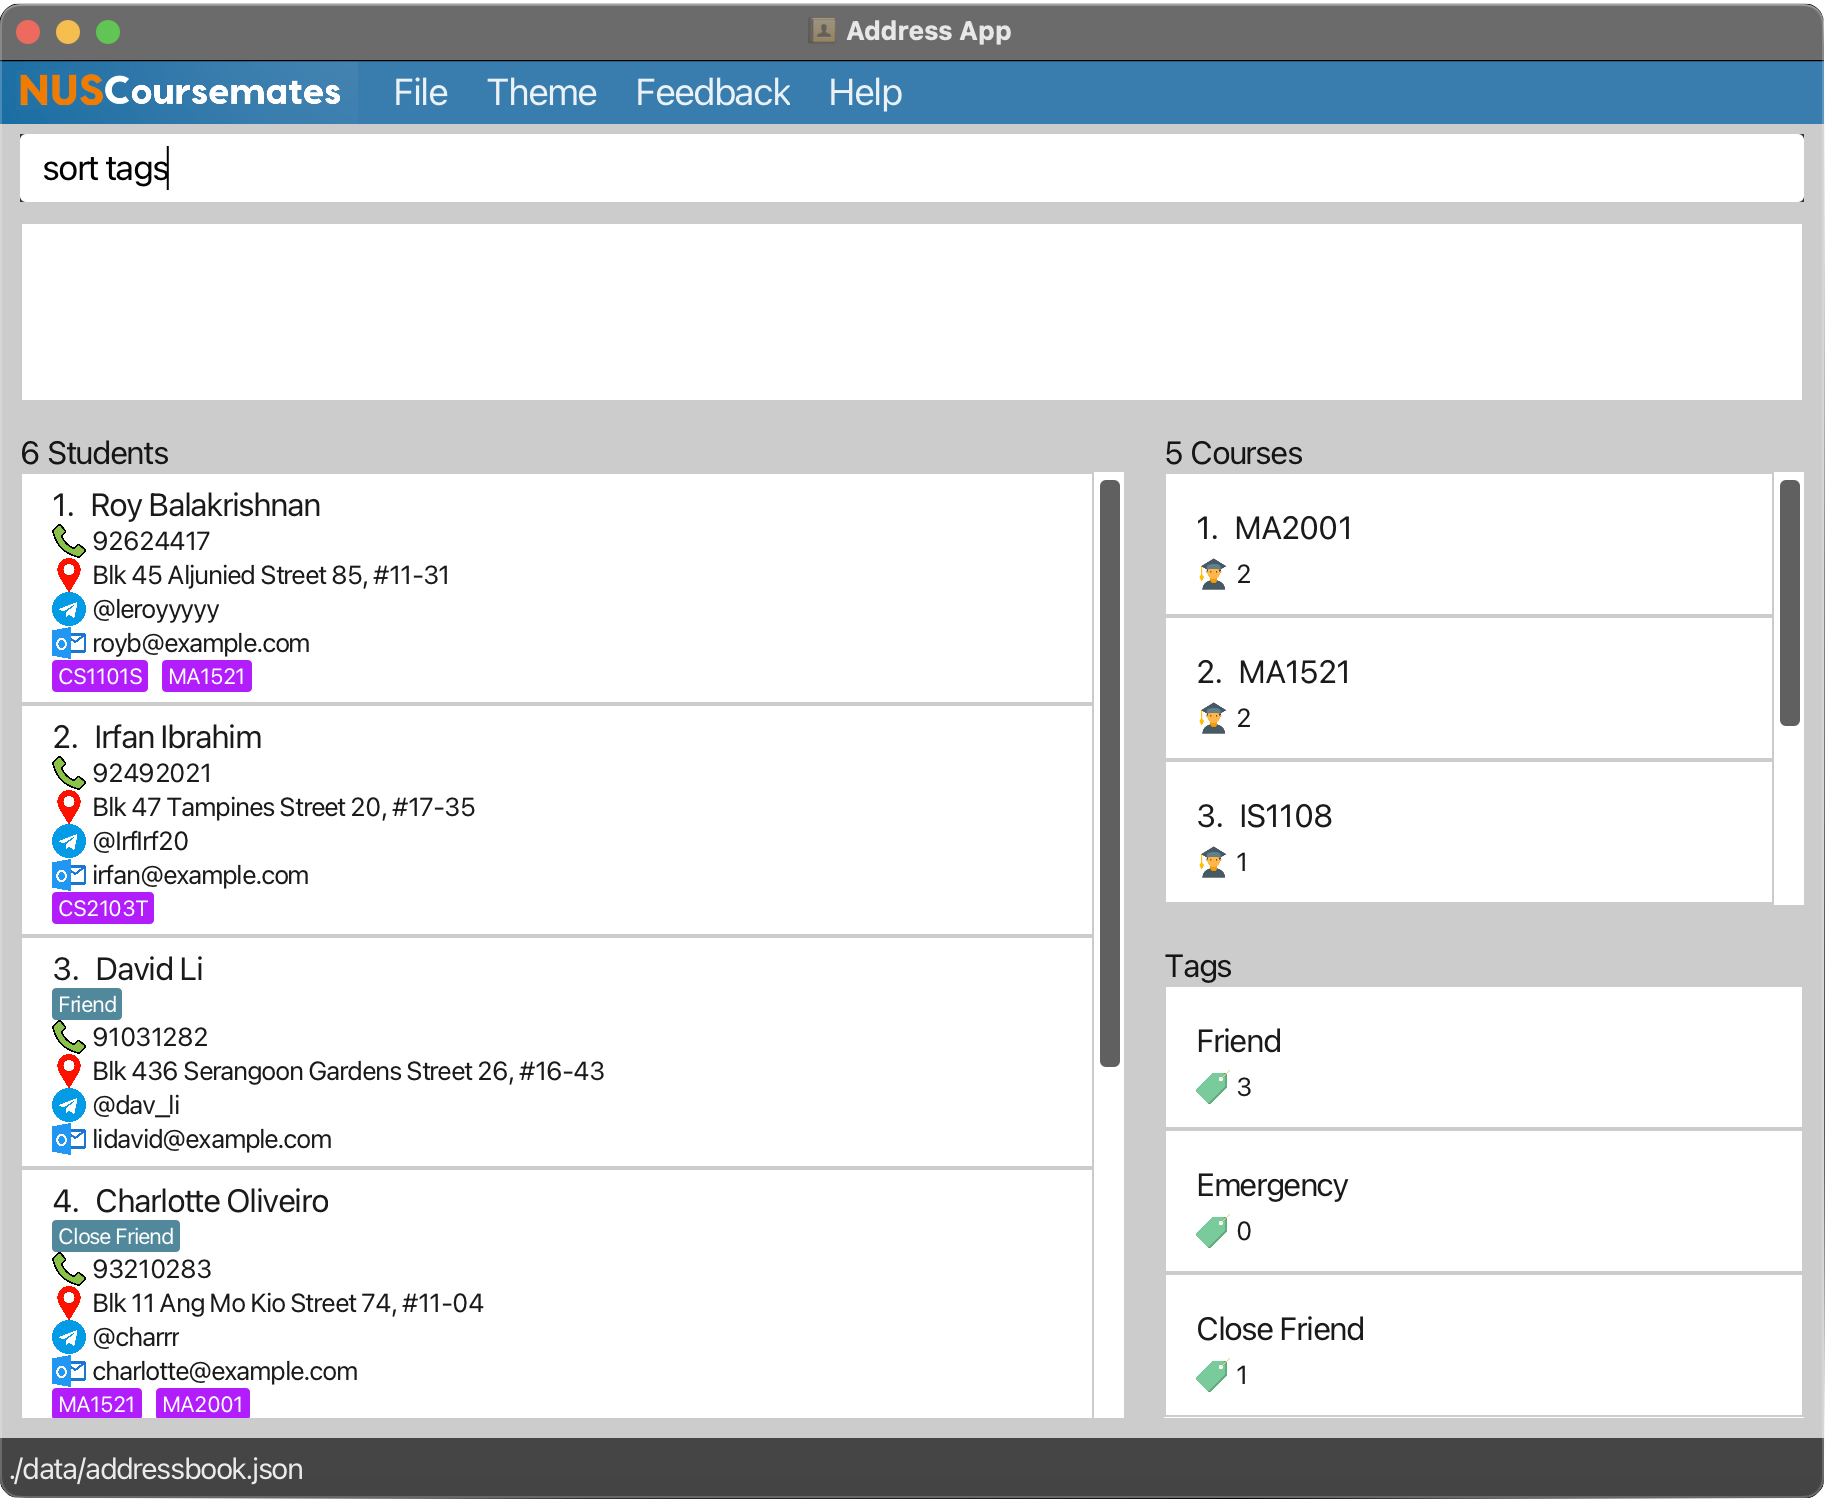 Address App
NUSCoursemates File Theme Feedback Help
sort tags
6 Students
1. Roy Balakrishnan
92624417
Blk 45 Aljunied Street 85, #11-31
@leroyyyyy
royb@example.com
CS1101S MA1521
2. Irfan Ibrahim
92492021
Blk 47 Tampines Street 20, #17-35
@IrfIrf20
irfan@example.com
CS2103T
3. David Li
Friend
91031282
Blk 436 Serangoon Gardens Street 26, #16-43
@dav_li
lidavid@example.com
4. Charlotte Oliveiro
Close Friend
93210283
Blk 11 Ang Mo Kio Street 74, #11-04
@charrr
charlotte@example.com
MA1521 MA2001
5 Courses
1. MA2001
2
2. MA1521
2
3. IS1108
1
Tags
Friend
3
Emergency
0
Close Friend
1
./data/addressbook.json